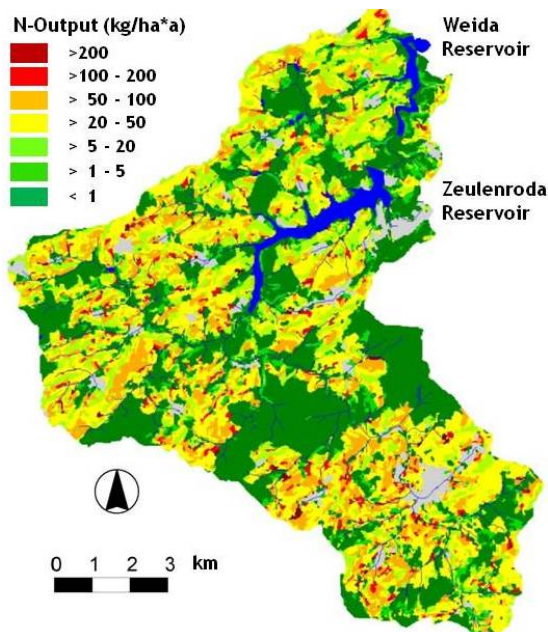 N-Output (kg/ha*a)
>200
>100 - 200
> 50 - 100
> 20 - 50
> 5 - 20
> 1 - 5
< 1
Weida
Reservoir
Zeulenroda
Reservoir
0 1 2 3 km